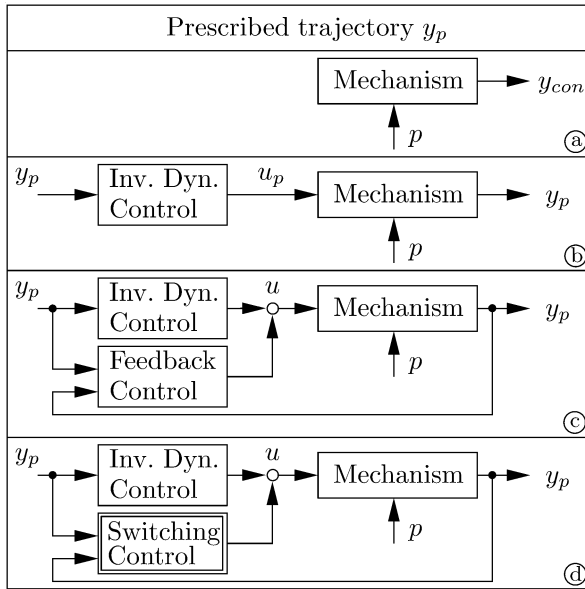 Prescribed trajectory y_p
Mechanism y_con
p
ⓐ
y_p Inv. Dyn. Control u_p Mechanism y_p
p
ⓑ
y_p Inv. Dyn. Control u Mechanism y_p
Feedback Control p
ⓒ
y_p Inv. Dyn. Control u Mechanism y_p
Switching Control p
ⓓ